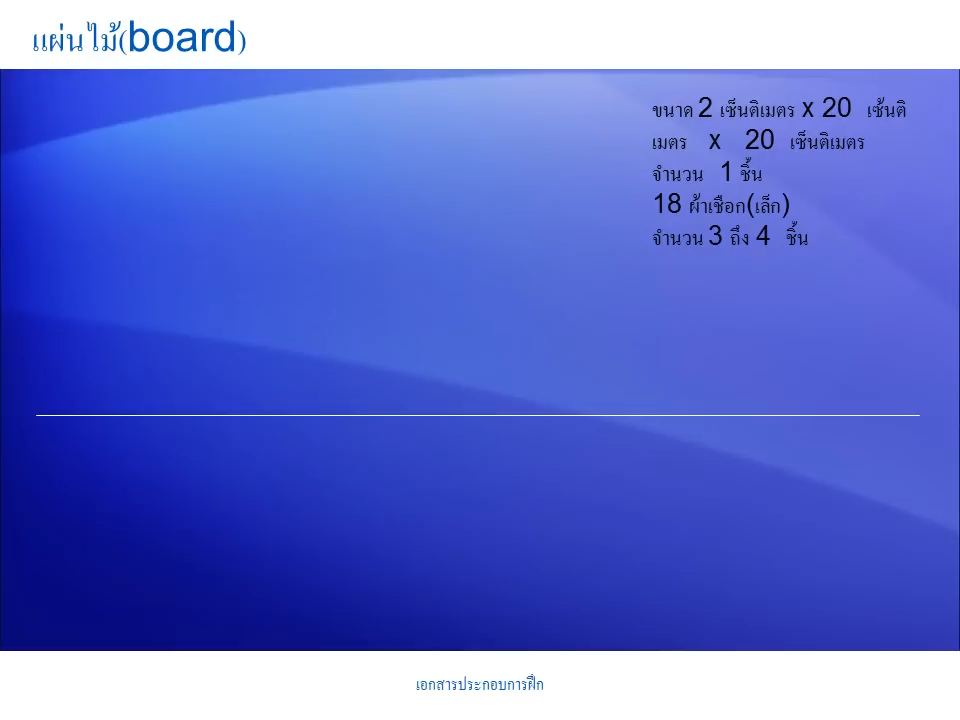 แผ่นไม้(board)
ขนาด 2 เซ็นติเมตร x 20 เซ้นติ
เมตร x 20 เซ็นติเมตร
จำนวน 1 ชิ้น
18 ผ้าเชือก(เล็ก)
จำนวน 3 ถึง 4 ชิ้น
เอกสารประกอบการฝึก